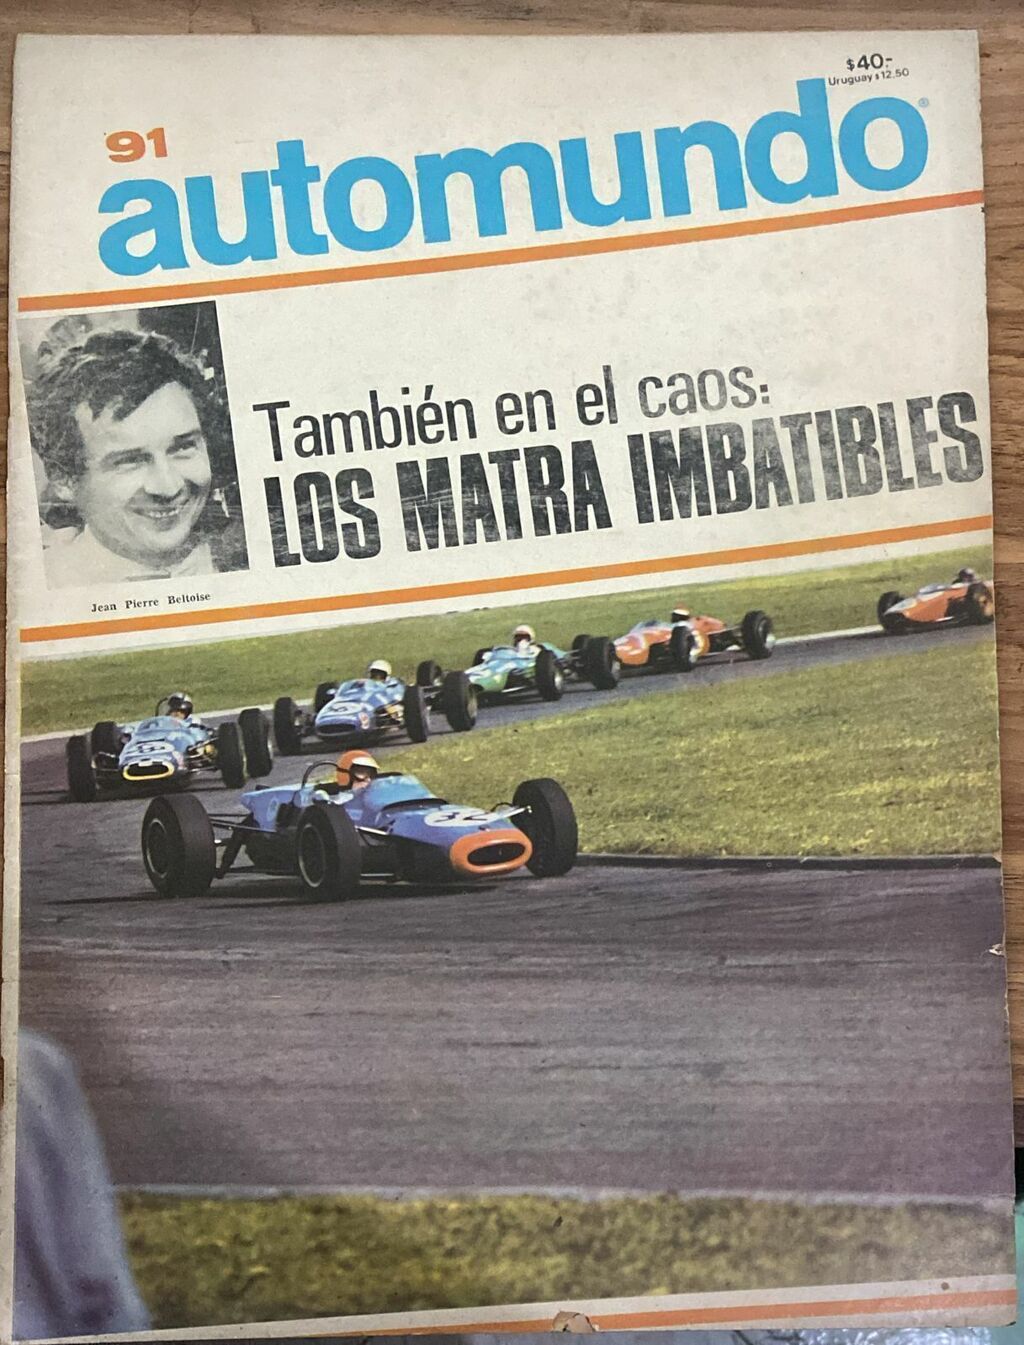 $40.-
Uruguay $12.50
91
automundo®
También en el caos:
LOS MATRA IMBATIBLES
Jean Pierre Beltoise